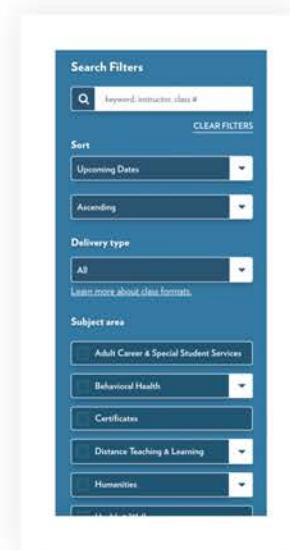 Search Filters
keyword, instructor, class #
CLEAR FILTERS
Sort
Upcoming Dates
Ascending
Delivery type
All
Learn more about class formats.
Subject area
Adult Career & Special Student Services
Behavioral Health
Certificates
Distance Teaching & Learning
Humanities